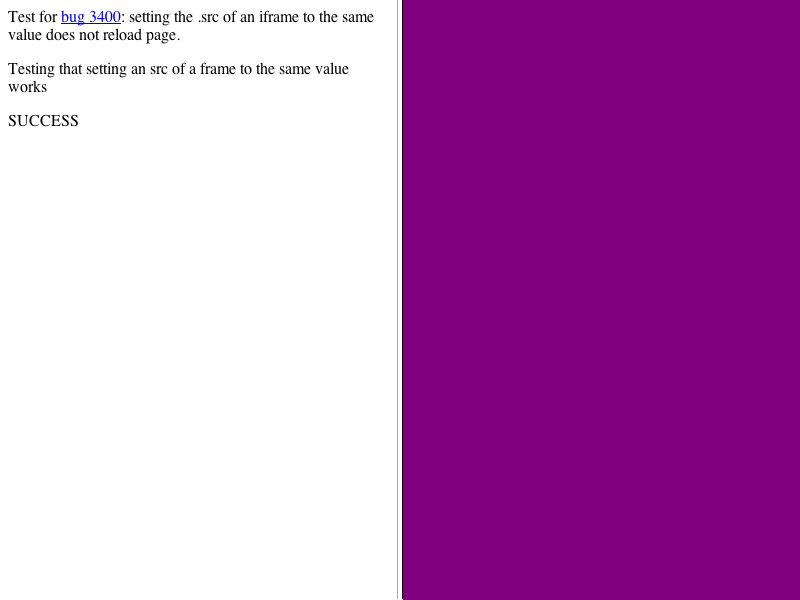 Test for bug 3400: setting the .src of an iframe to the same
value does not reload page.
Testing that setting an src of a frame to the same value
works
SUCCESS